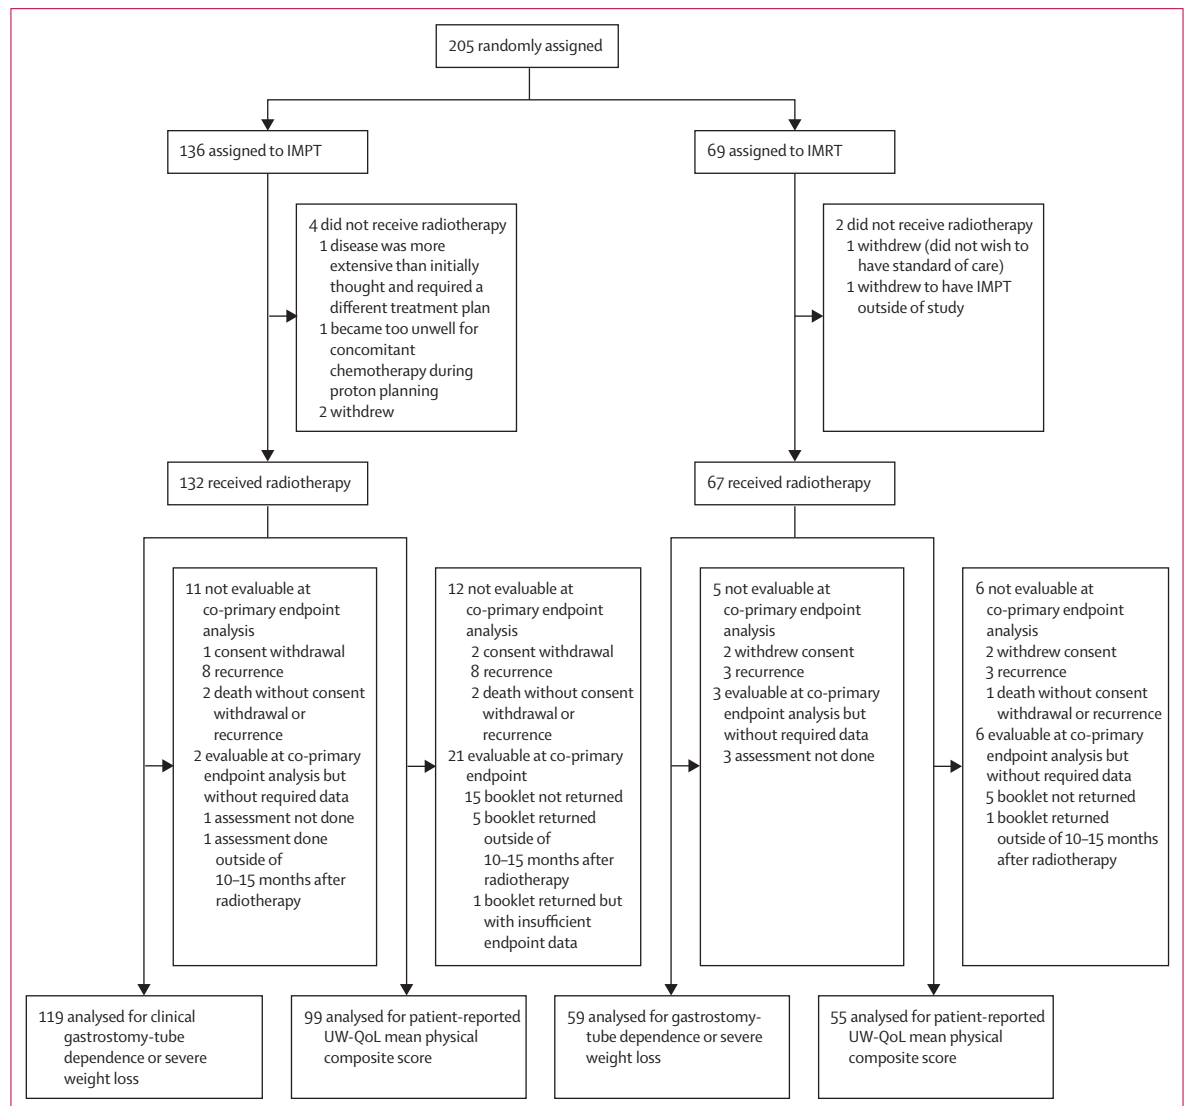 205 randomly assigned
136 assigned to IMPT
69 assigned to IMRT
4 did not receive radiotherapy
1 disease was more
extensive than initially
thought and required a
different treatment plan
1 became too unwell for
concomitant
chemotherapy during
proton planning
2 withdrew
2 did not receive radiotherapy
1 withdrew (did not wish to
have standard of care)
1 withdrew to have IMPT
outside of study
132 received radiotherapy
67 received radiotherapy
11 not evaluable at
co-primary endpoint
analysis
1 consent withdrawal
8 recurrence
2 death without consent
withdrawal or
recurrence
2 evaluable at co-primary
endpoint analysis but
without required data
1 assessment not done
1 assessment done
outside of
10–15 months after
radiotherapy
12 not evaluable at
co-primary endpoint
analysis
2 consent withdrawal
8 recurrence
2 death without consent
withdrawal or
recurrence
21 evaluable at co-primary
endpoint
15 booklet not returned
5 booklet returned
outside of
10–15 months after
radiotherapy
1 booklet returned but
with insufficient
endpoint data
5 not evaluable at
co-primary endpoint
analysis
2 withdrew consent
3 recurrence
3 evaluable at co-primary
endpoint analysis but
without required data
3 assessment not done
6 not evaluable at
co-primary endpoint
analysis
2 withdrew consent
3 recurrence
1 death without consent
withdrawal or recurrence
6 evaluable at co-primary
endpoint analysis but
without required data
5 booklet not returned
1 booklet returned
outside of 10–15 months
after radiotherapy
119 analysed for clinical
gastrostomy-tube
dependence or severe
weight loss
99 analysed for patient-reported
UW-QoL mean physical
composite score
59 analysed for gastrostomy-
tube dependence or severe
weight loss
55 analysed for patient-reported
UW-QoL mean physical
composite score